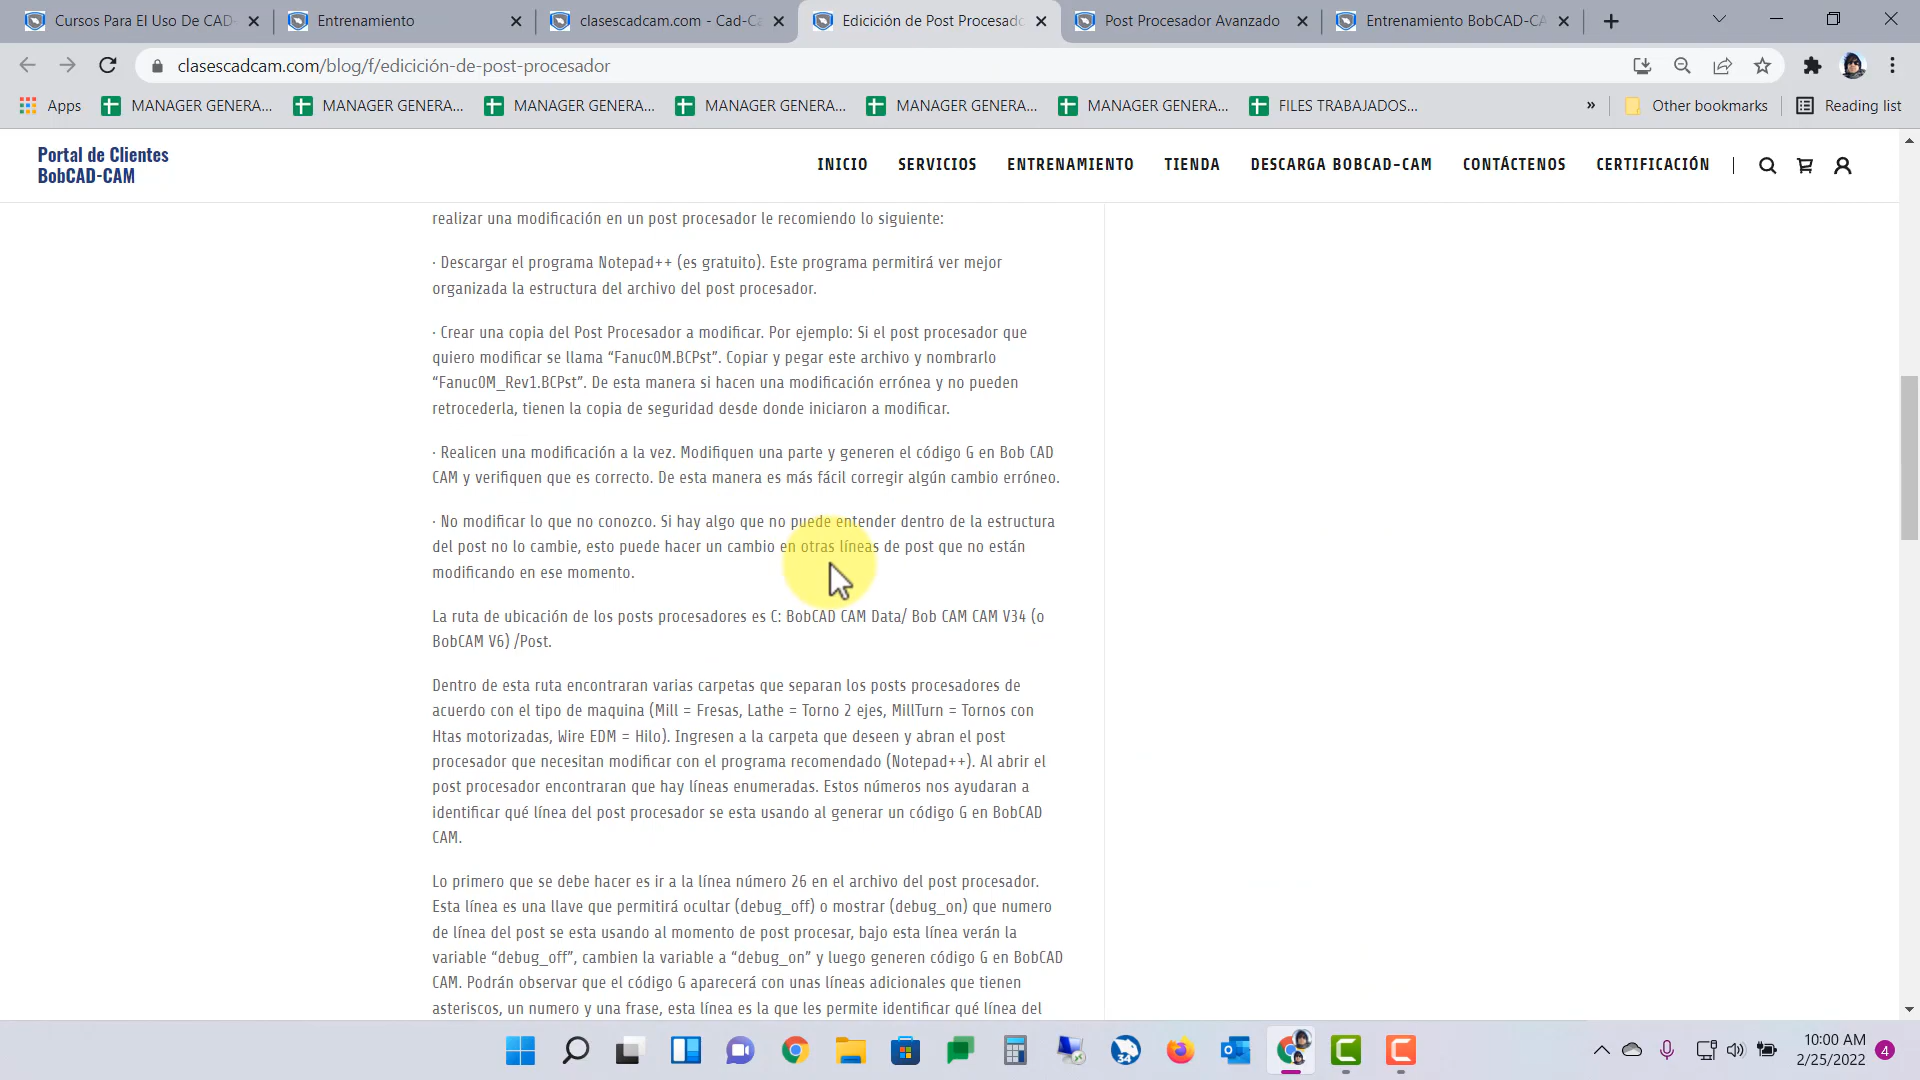 Cursos Para El Uso De CAD-
Entrenamiento
clasescadcam.com - Cad-Ca
Edicición de Post Procesado
Post Procesador Avanzado
Entrenamiento BobCAD-CA
clasescadcam.com/blog/f/edicición-de-post-procesador
Apps
MANAGER GENERA...
MANAGER GENERA...
MANAGER GENERA...
MANAGER GENERA...
MANAGER GENERA...
MANAGER GENERA...
FILES TRABAJADOS...
»
Other bookmarks
Reading list
Portal de Clientes
BobCAD-CAM
INICIO
SERVICIOS
ENTRENAMIENTO
TIENDA
DESCARGA BOBCAD-CAM
CONTÁCTENOS
CERTIFICACIÓN
realizar una modificación en un post procesador le recomiendo lo siguiente:
· Descargar el programa Notepad++ (es gratuito). Este programa permitirá ver mejor
organizada la estructura del archivo del post procesador.
· Crear una copia del Post Procesador a modificar. Por ejemplo: Si el post procesador que
quiero modificar se llama “Fanuc0M.BCPst”. Copiar y pegar este archivo y nombrarlo
“Fanuc0M_Rev1.BCPst”. De esta manera si hacen una modificación errónea y no pueden
retrocederla, tienen la copia de seguridad desde donde iniciaron a modificar.
· Realicen una modificación a la vez. Modifiquen una parte y generen el código G en Bob CAD
CAM y verifiquen que es correcto. De esta manera es más fácil corregir algún cambio erróneo.
· No modificar lo que no conozco. Si hay algo que no puede entender dentro de la estructura
del post no lo cambie, esto puede hacer un cambio en otras líneas de post que no están
modificando en ese momento.
La ruta de ubicación de los posts procesadores es C: BobCAD CAM Data/ Bob CAM CAM V34 (o
BobCAM V6) /Post.
Dentro de esta ruta encontraran varias carpetas que separan los posts procesadores de
acuerdo con el tipo de maquina (Mill = Fresas, Lathe = Torno 2 ejes, MillTurn = Tornos con
Htas motorizadas, Wire EDM = Hilo). Ingresen a la carpeta que deseen y abran el post
procesador que necesitan modificar con el programa recomendado (Notepad++). Al abrir el
post procesador encontraran que hay líneas enumeradas. Estos números nos ayudaran a
identificar qué línea del post procesador se esta usando al generar un código G en BobCAD
CAM.
Lo primero que se debe hacer es ir a la línea número 26 en el archivo del post procesador.
Esta línea es una llave que permitirá ocultar (debug_off) o mostrar (debug_on) que numero
de línea del post se esta usando al momento de post procesar, bajo esta línea verán la
variable “debug_off”, cambien la variable a “debug_on” y luego generen código G en BobCAD
CAM. Podrán observar que el código G aparecerá con unas líneas adicionales que tienen
asteriscos, un numero y una frase, esta línea es la que les permite identificar qué línea del
34
10:00 AM
2/25/2022
4